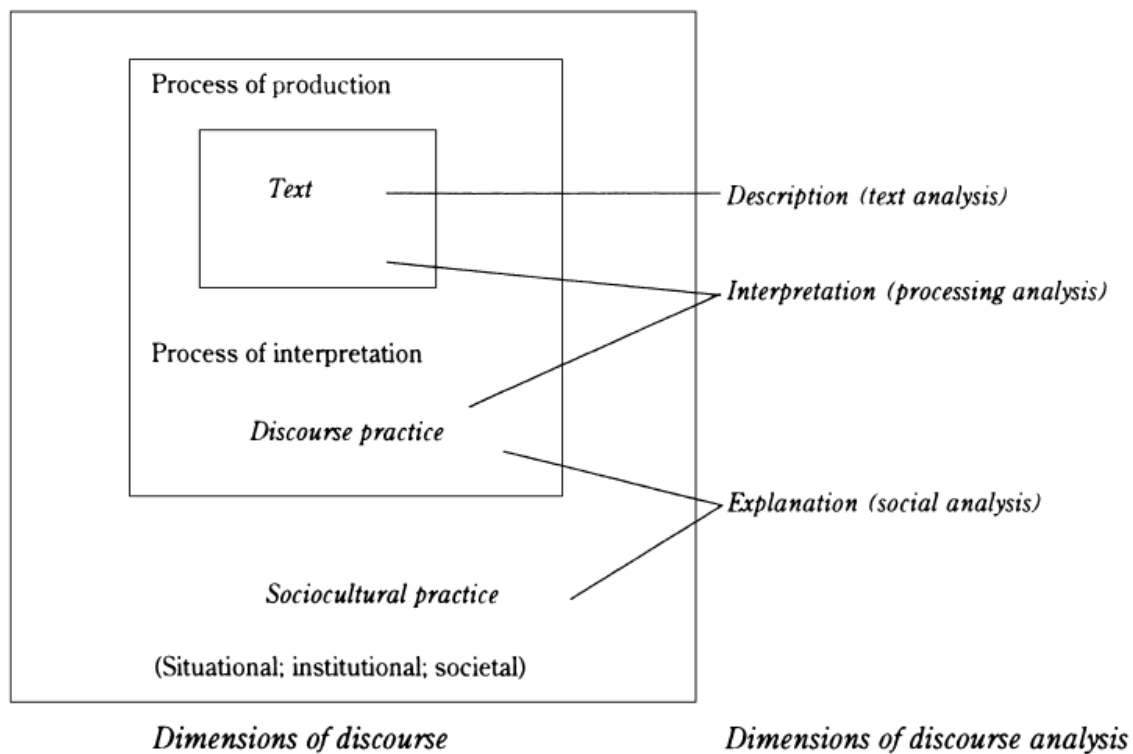 Process of production
Text
Description (text analysis)
Interpretation (processing analysis)
Process of interpretation
Discourse practice
Explanation (social analysis)
Sociocultural practice
(Situational; institutional; societal)
Dimensions of discourse
Dimensions of discourse analysis